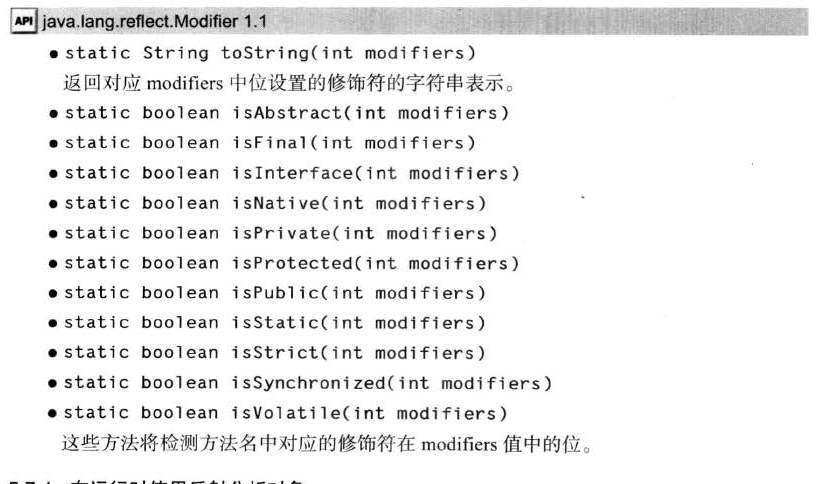 API java.lang.reflect.Modifier 1.1
● static String toString(int modifiers)
返回对应 modifiers 中位设置的修饰符的字符串表示。
● static boolean isAbstract(int modifiers)
● static boolean isFinal(int modifiers)
● static boolean isInterface(int modifiers)
● static boolean isNative(int modifiers)
● static boolean isPrivate(int modifiers)
● static boolean isProtected(int modifiers)
● static boolean isPublic(int modifiers)
● static boolean isStatic(int modifiers)
● static boolean isStrict(int modifiers)
● static boolean isSynchronized(int modifiers)
● static boolean isVolatile(int modifiers)
这些方法将检测方法名中对应的修饰符在 modifiers 值中的位。